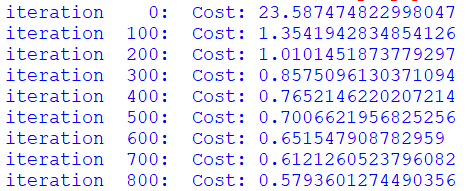 iteration    0:  Cost: 23.587474822998047
iteration  100:  Cost: 1.3541942834854126
iteration  200:  Cost: 1.0101451873779297
iteration  300:  Cost: 0.8575096130371094
iteration  400:  Cost: 0.7652146220207214
iteration  500:  Cost: 0.7006621956825256
iteration  600:  Cost: 0.651547908782959
iteration  700:  Cost: 0.6121260523796082
iteration  800:  Cost: 0.5793601274490356